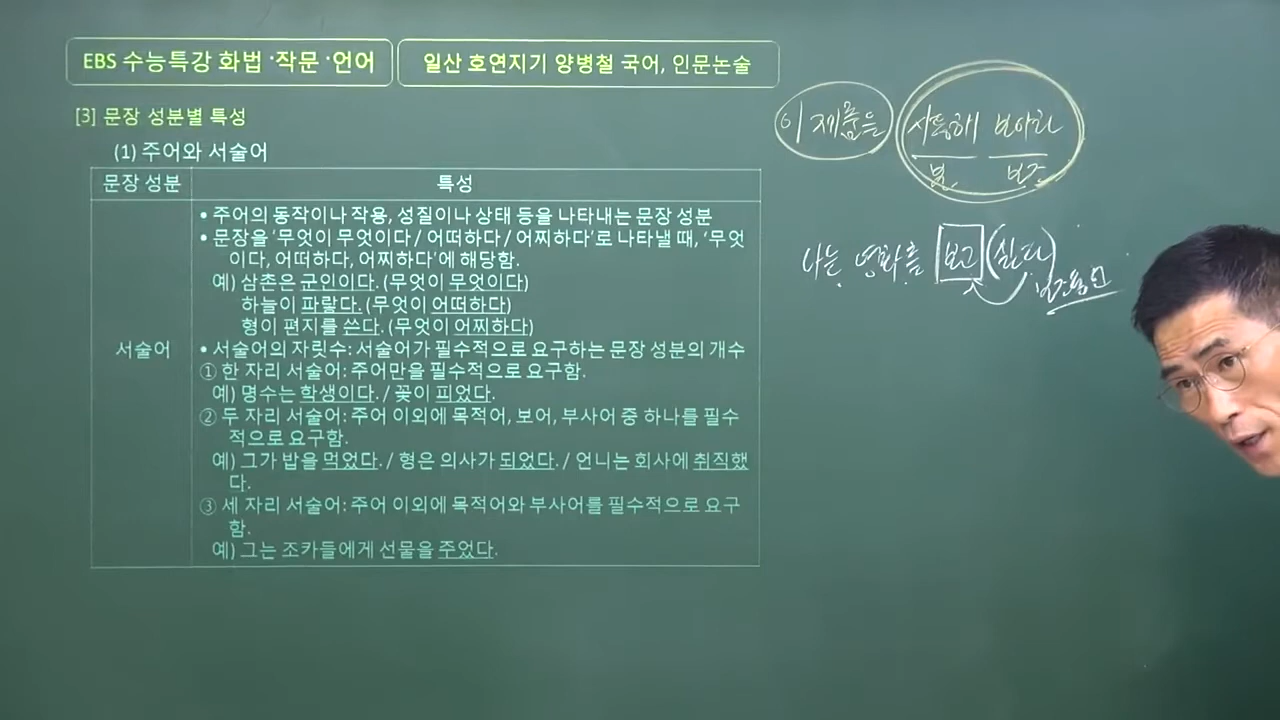 EBS 수능특강 화법 ·작문 ·언어
일산 호연지기 양병철 국어, 인문논술
[3] 문장 성분별 특성
(1) 주어와 서술어
문장 성분
특성
서술어
• 주어의 동작이나 작용, 성질이나 상태 등을 나타내는 문장 성분
• 문장을 ‘무엇이 무엇이다 / 어떠하다 / 어찌하다’로 나타낼 때, ‘무엇
이다, 어떠하다, 어찌하다’에 해당함.
예) 삼촌은 군인이다. (무엇이 무엇이다)
하늘이 파랗다. (무엇이 어떠하다)
형이 편지를 쓴다. (무엇이 어찌하다)
• 서술어의 자릿수: 서술어가 필수적으로 요구하는 문장 성분의 개수
① 한 자리 서술어: 주어만을 필수적으로 요구함.
예) 명수는 학생이다. / 꽃이 피었다.
② 두 자리 서술어: 주어 이외에 목적어, 보어, 부사어 중 하나를 필수
적으로 요구함.
예) 그가 밥을 먹었다. / 형은 의사가 되었다. / 언니는 회사에 취직했
다.
③ 세 자리 서술어: 주어 이외에 목적어와 부사어를 필수적으로 요구
함.
예) 그는 조카들에게 선물을 주었다.
이 제품을 사용해 보아라
본 보조
나는 영화를 보고 (싶다)